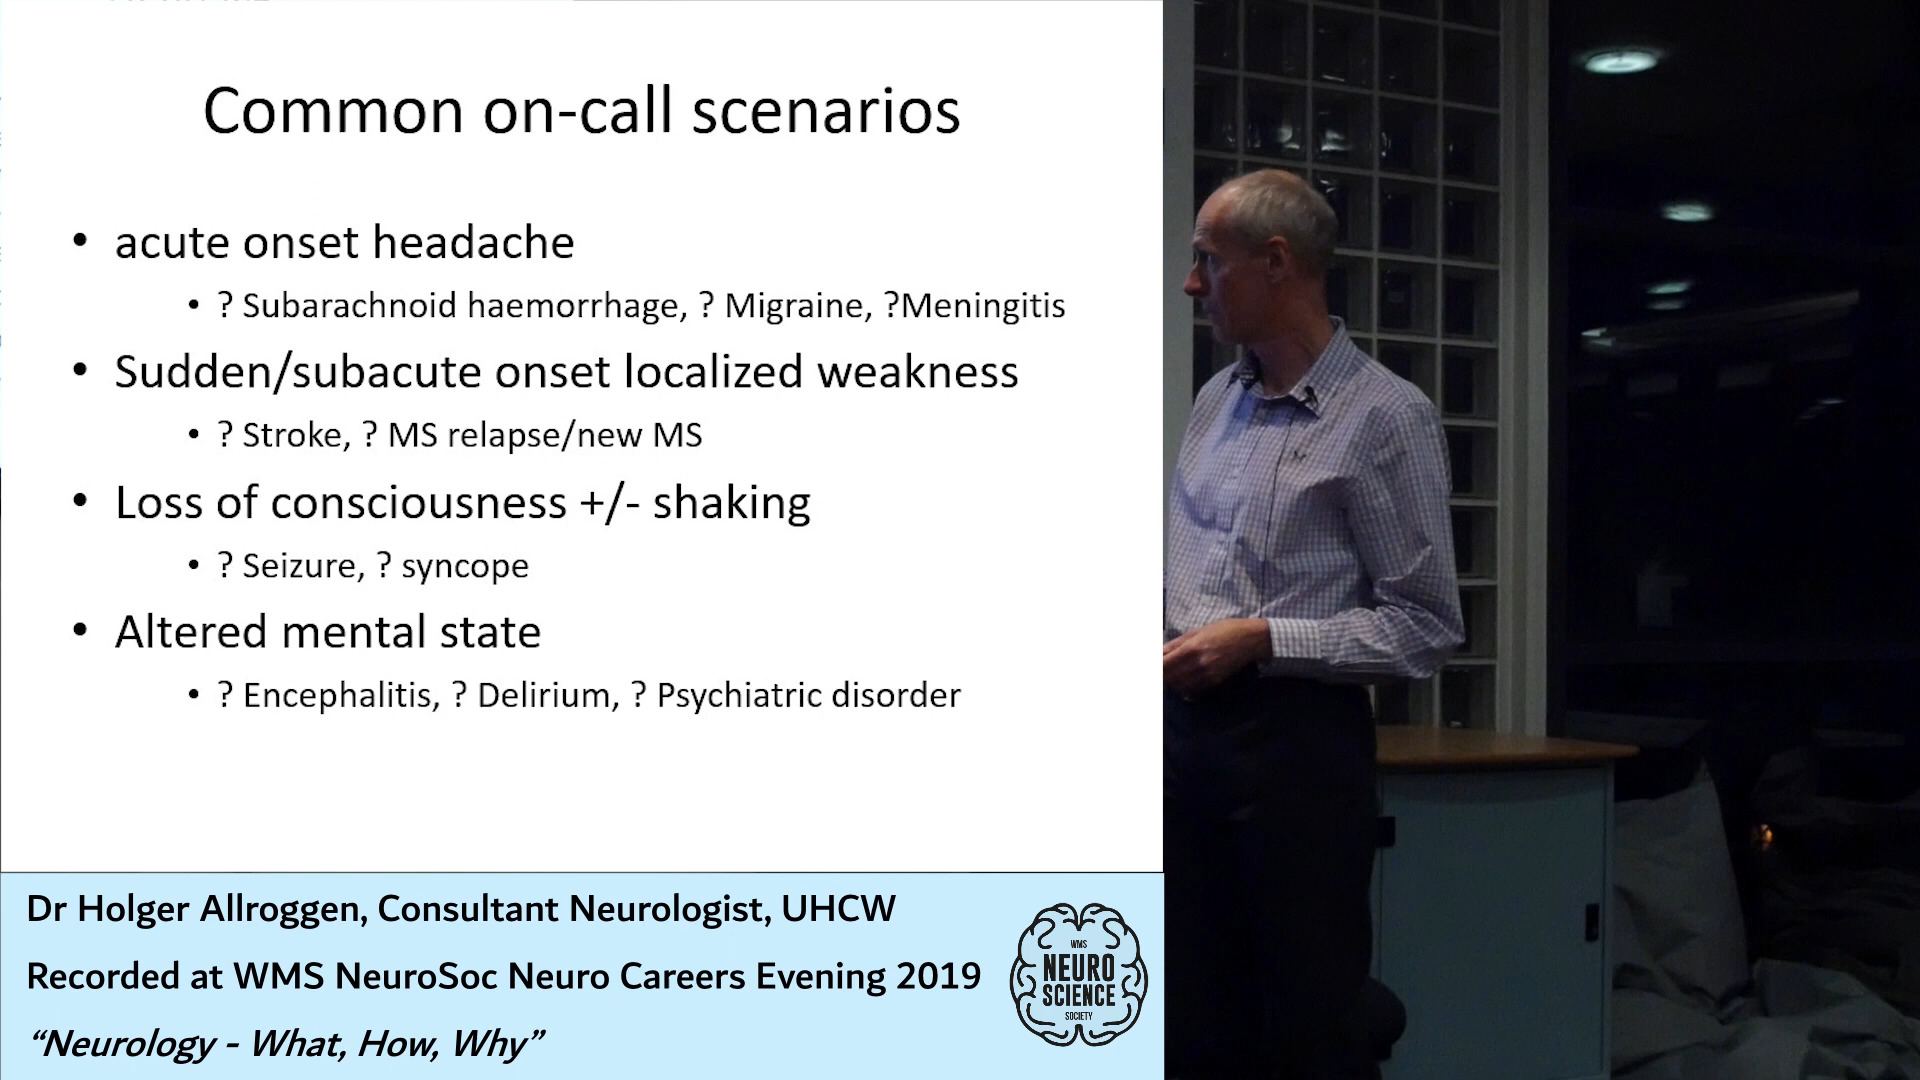 Common on-call scenarios
• acute onset headache
• ? Subarachnoid haemorrhage, ? Migraine, ?Meningitis
• Sudden/subacute onset localized weakness
• ? Stroke, ? MS relapse/new MS
• Loss of consciousness +/- shaking
• ? Seizure, ? syncope
• Altered mental state
• ? Encephalitis, ? Delirium, ? Psychiatric disorder
Dr Holger Allroggen, Consultant Neurologist, UHCW
Recorded at WMS NeuroSoc Neuro Careers Evening 2019
“Neurology - What, How, Why”
WMS
NEURO
SCIENCE
SOCIETY